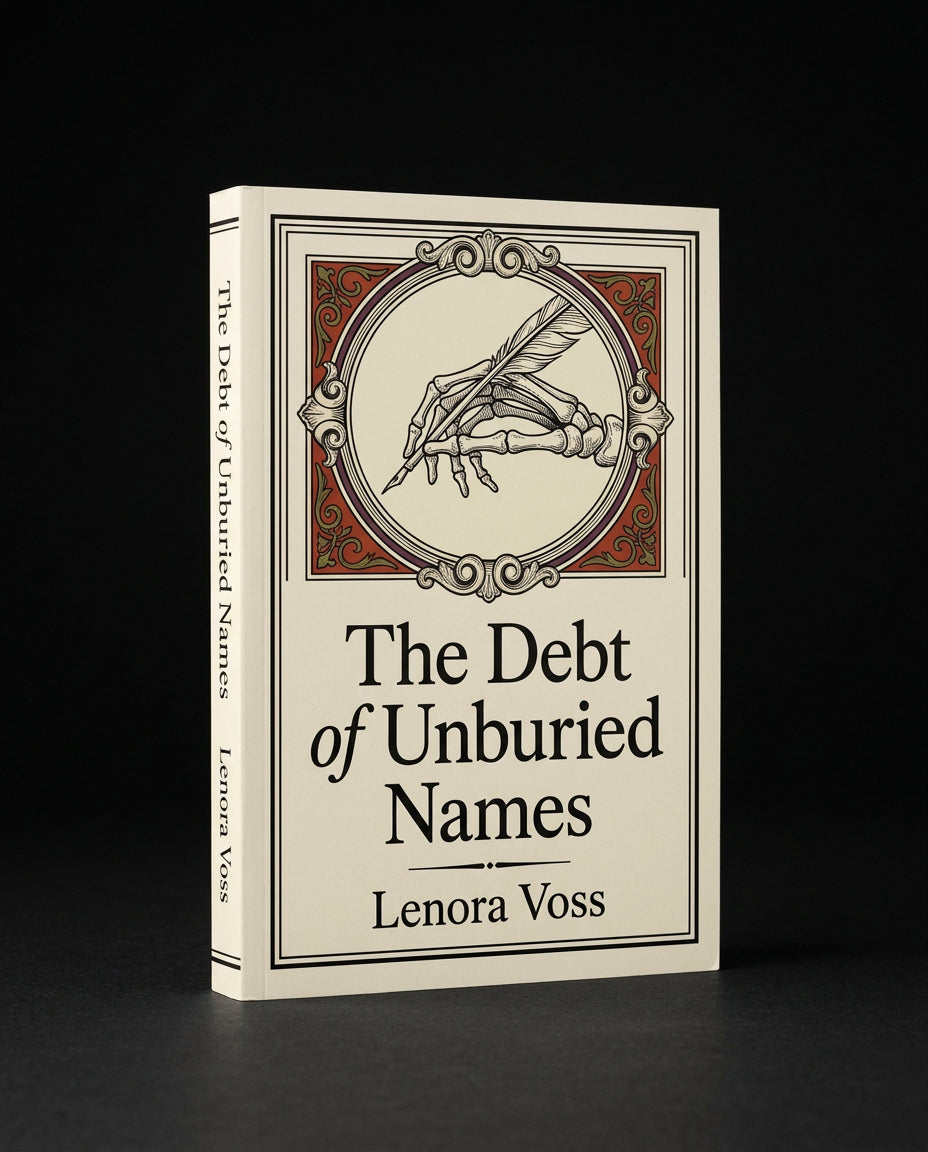 The Debt of Unburied Names Lenora Voss
The Debt
of Unburied
Names
Lenora Voss